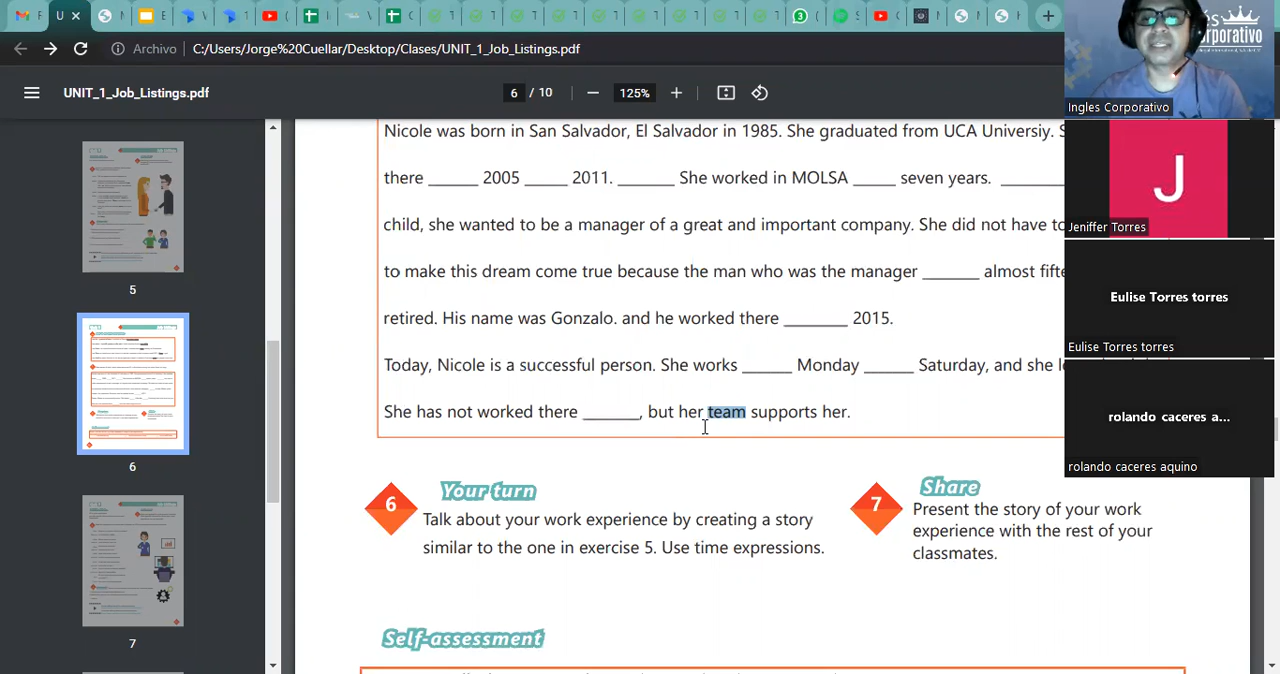 F
U
V
T
(
C
3
S
Archivo
C:/Users/Jorge%20Cuellar/Desktop/Clases/UNIT_1_Job_Listings.pdf
UNIT_1_Job_Listings.pdf
6 / 10
125%
Nicole was born in San Salvador, El Salvador in 1985. She graduated from UCA Universiy. S
there ______ 2005 _____ 2011. _______ She worked in MOLSA _____ seven years. ________
child, she wanted to be a manager of a great and important company. She did not have to
to make this dream come true because the man who was the manager _______ almost fifte
retired. His name was Gonzalo. and he worked there ________ 2015.
Today, Nicole is a successful person. She works ______ Monday ______ Saturday, and she l
She has not worked there _______, but her team supports her.
6
Your turn
Talk about your work experience by creating a story
similar to the one in exercise 5. Use time expressions.
7
Share
Present the story of your work
experience with the rest of your
classmates.
Self-assessment
5
6
7
és
rporativo
Ingles Corporativo
J
Jeniffer Torres
Eulise Torres torres
Eulise Torres torres
rolando caceres a...
rolando caceres aquino